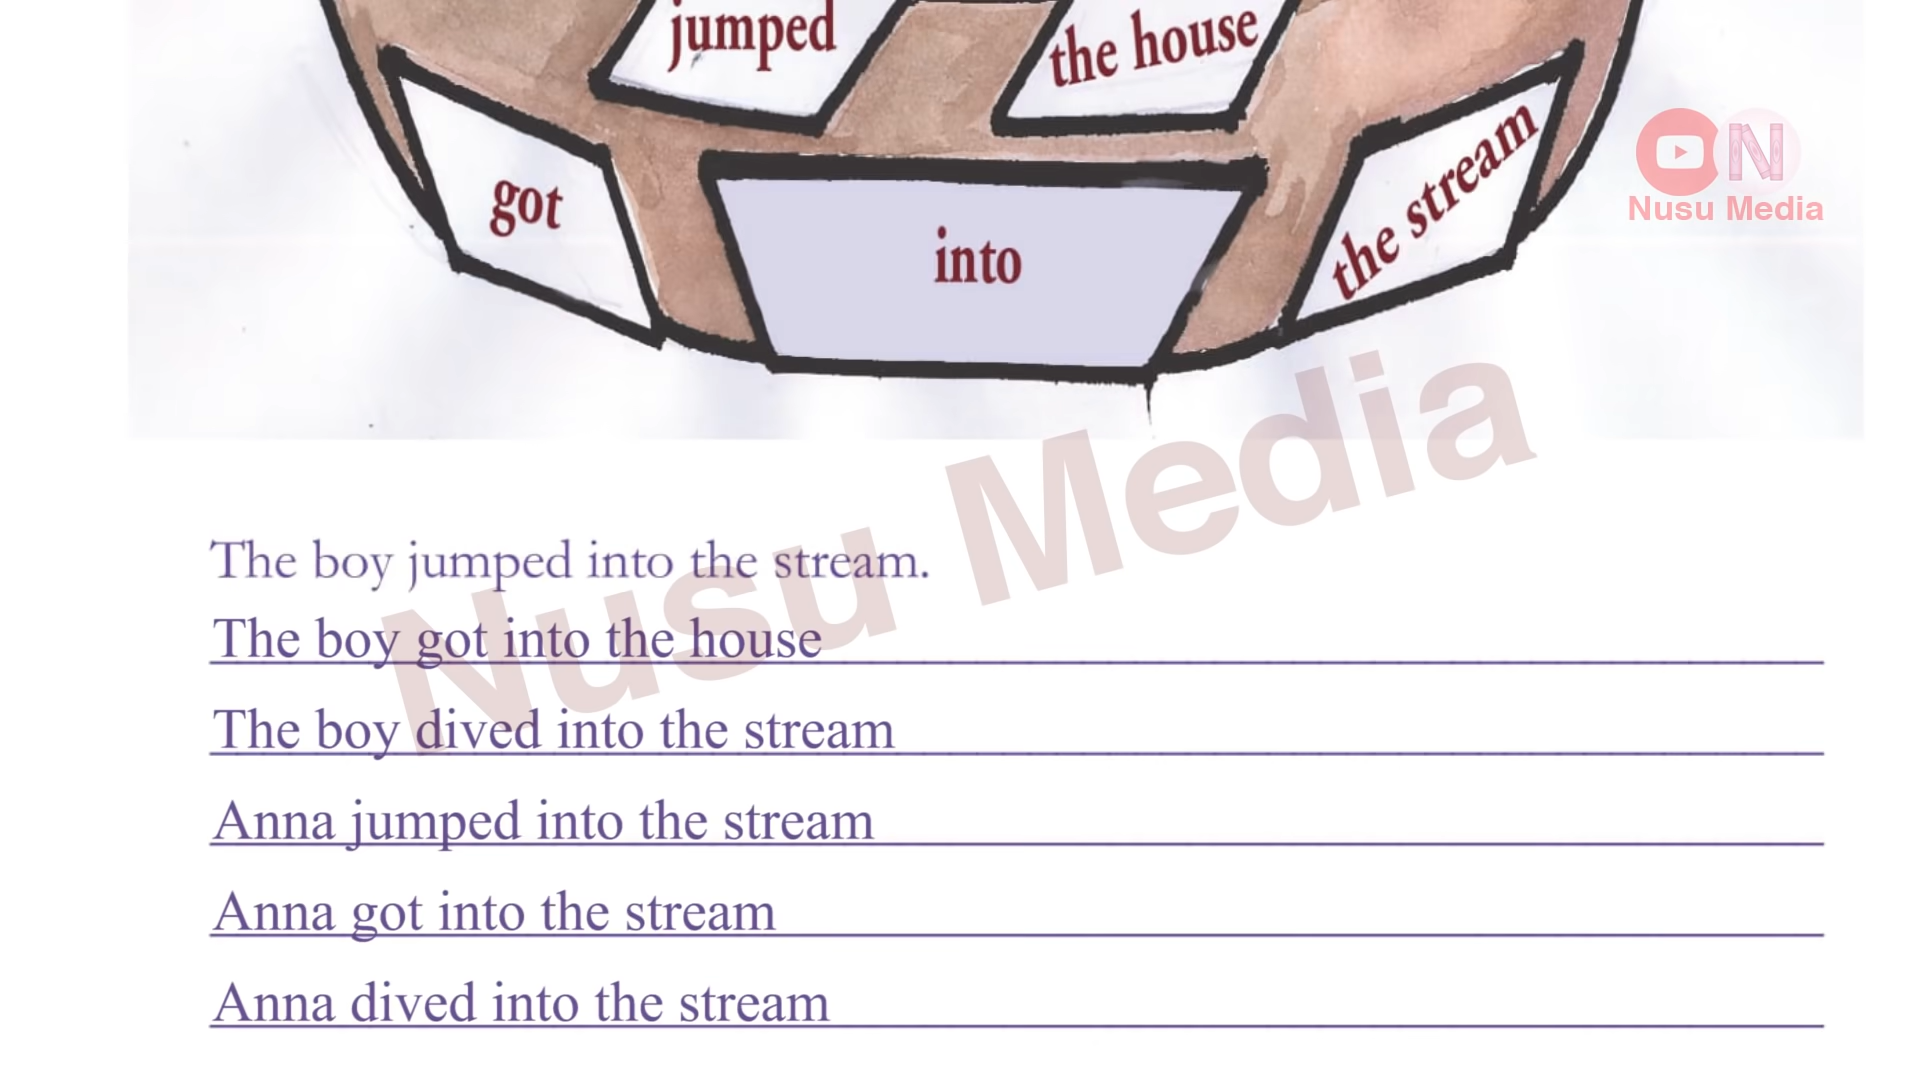 jumped
the house
got
into
the stream
N
Nusu Media
Nusu Media
The boy jumped into the stream.
The boy got into the house
The boy dived into the stream
Anna jumped into the stream
Anna got into the stream
Anna dived into the stream